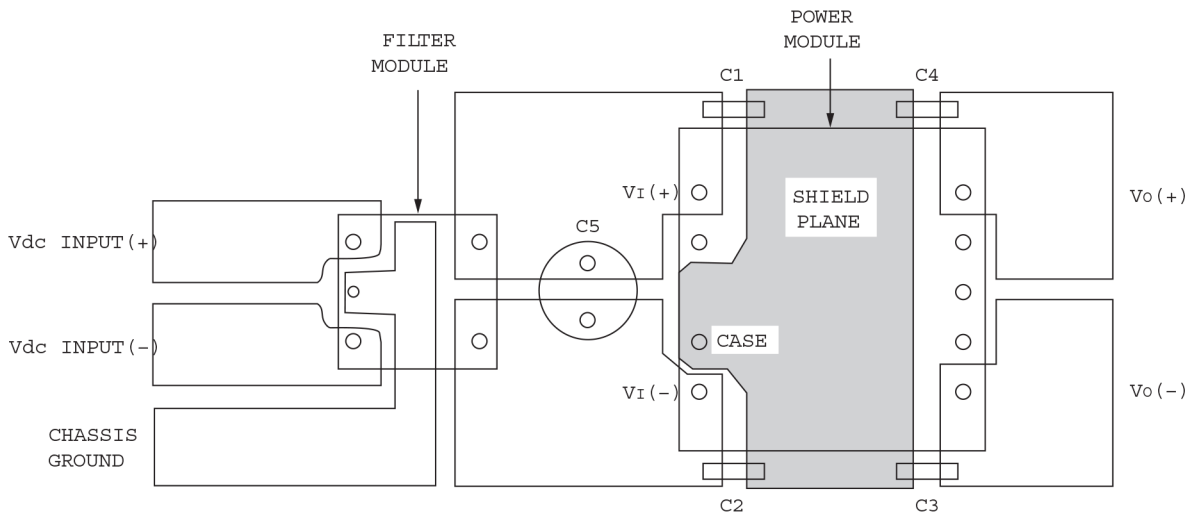 POWER
MODULE
FILTER
MODULE
C1
C4
VI(+)
SHIELD
PLANE
VO(+)
C5
Vdc INPUT(+)
CASE
Vdc INPUT(-)
VI(-)
VO(-)
CHASSIS
GROUND
C2
C3